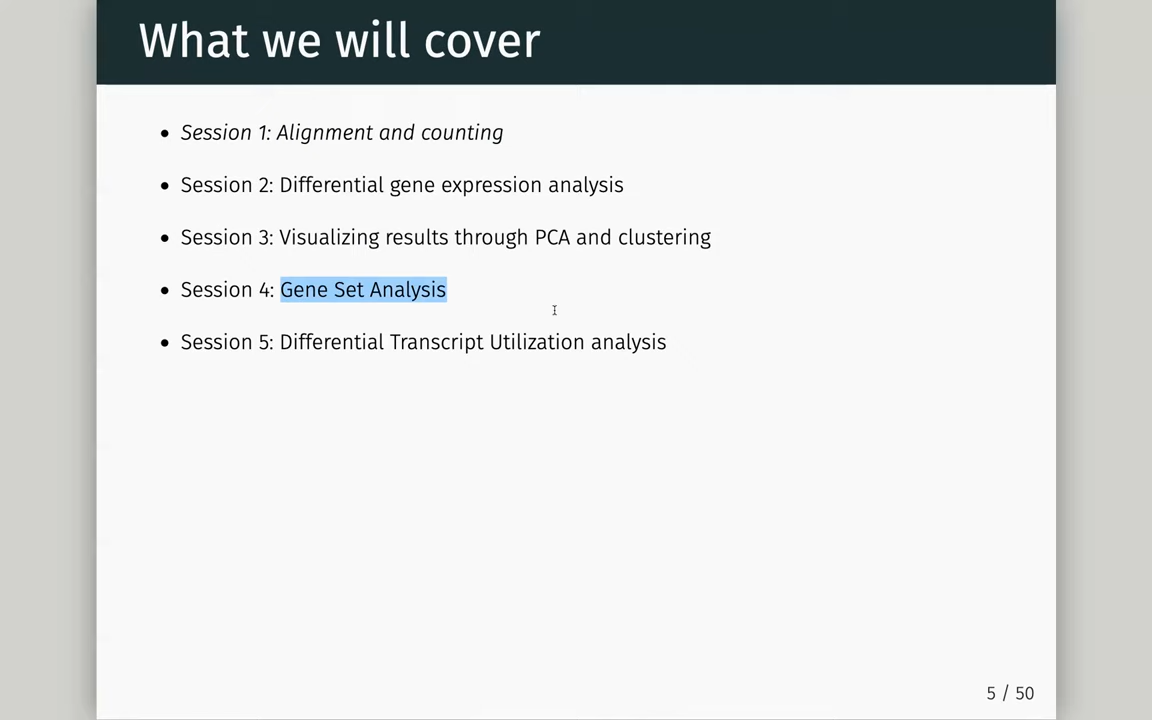 What we will cover
• Session 1: Alignment and counting
• Session 2: Differential gene expression analysis
• Session 3: Visualizing results through PCA and clustering
• Session 4: Gene Set Analysis
• Session 5: Differential Transcript Utilization analysis
5 / 50